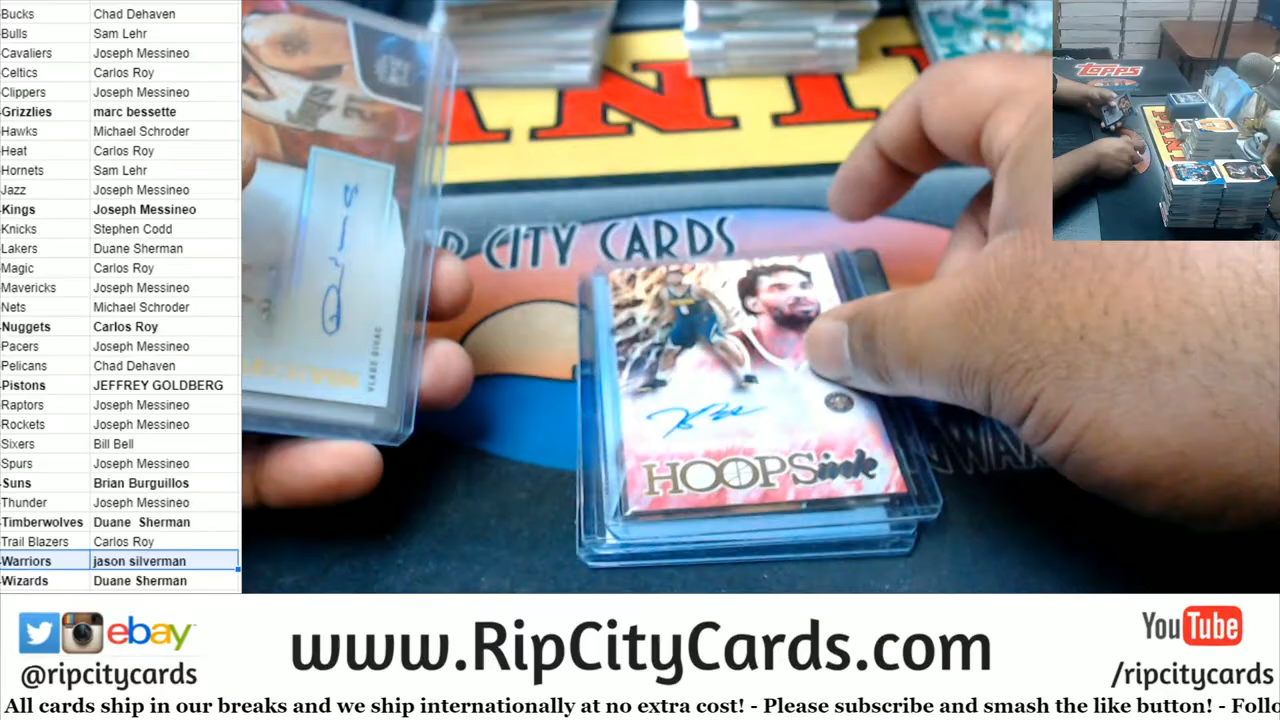 Bucks Chad Dehaven
Bulls Sam Lehr
Cavaliers Joseph Messineo
Celtics Carlos Roy
Clippers Joseph Messineo
Grizzlies marc bessette
Hawks Michael Schroder
Heat Carlos Roy
Hornets Sam Lehr
Jazz Joseph Messineo
Kings Joseph Messineo
Knicks Stephen Codd
Lakers Duane Sherman
Magic Carlos Roy
Mavericks Joseph Messineo
Nets Michael Schroder
Nuggets Carlos Roy
Pacers Joseph Messineo
Pelicans Chad Dehaven
Pistons JEFFREY GOLDBERG
Raptors Joseph Messineo
Rockets Joseph Messineo
Sixers Bill Bell
Spurs Joseph Messineo
Suns Brian Burguillos
Thunder Joseph Messineo
Timberwolves Duane Sherman
Trail Blazers Carlos Roy
Warriors jason silverman
Wizards Duane Sherman
TOPPS
P CITY CARDS
VLADE DIVAC
HOOPSink
ebay
@ripcitycards
www.RipCityCards.com
YouTube
/ripcitycards
All cards ship in our breaks and we ship internationally at no extra cost! - Please subscribe and smash the like button! - Follo